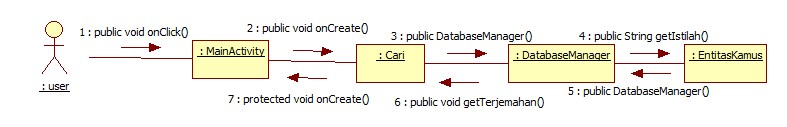 1 : public void onClick()
2 : public void onCreate()
3 : public DatabaseManager()
4 : public String getIstilah()
: MainActivity
: Cari
: DatabaseManager
: EntitasKamus
: user
7 : protected void onCreate()
6 : public void getTerjemahan()
5 : public DatabaseManager()